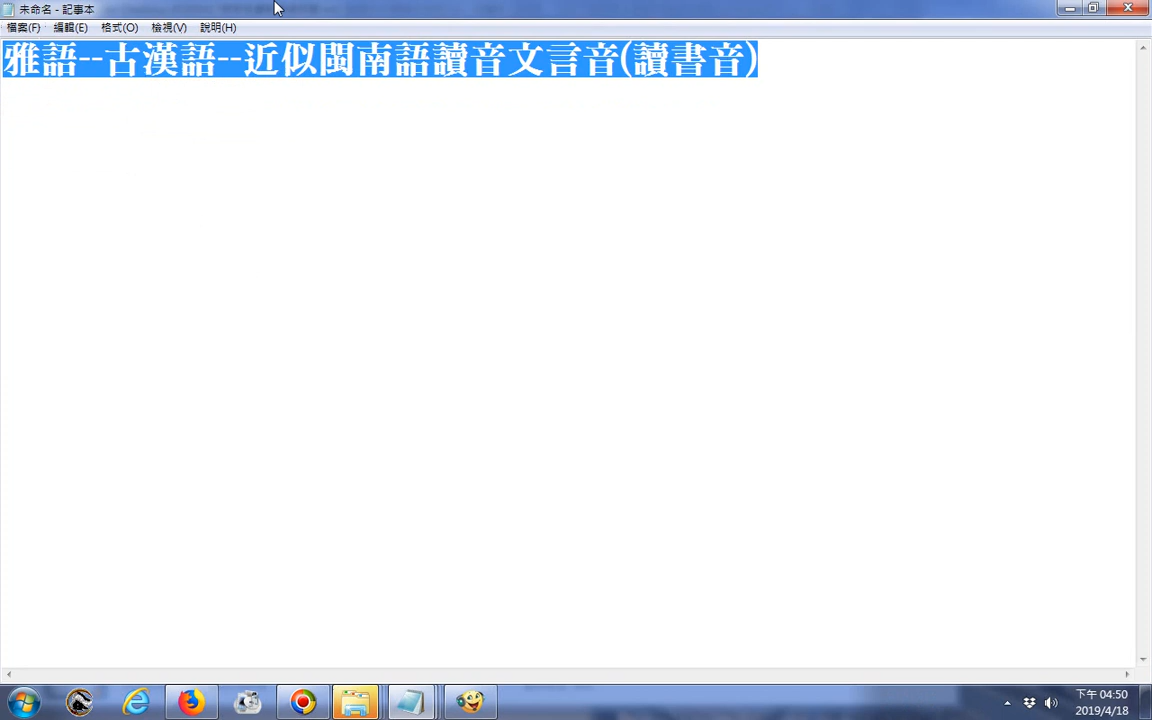 未命名 - 記事本
檔案(F) 編輯(E) 格式(O) 檢視(V) 說明(H)
雅語--古漢語--近似閩南語讀音文言音(讀書音)
下午 04:50
2019/4/18